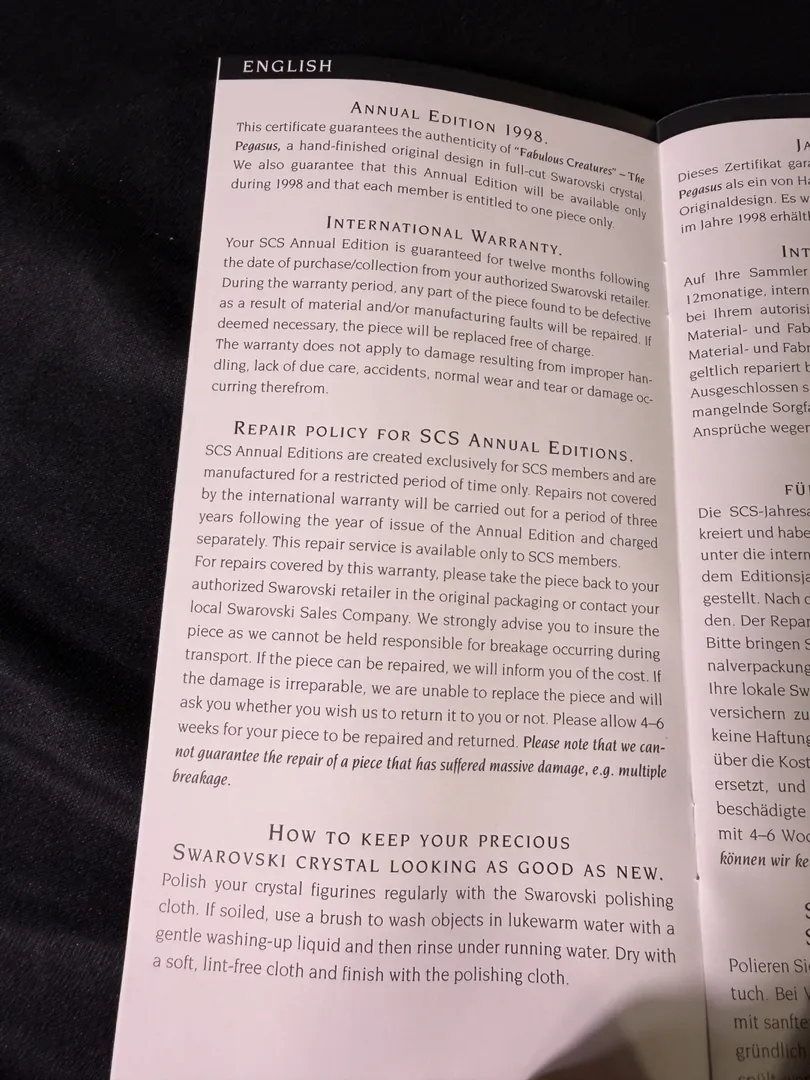 ENGLISH
ANNUAL EDITION 1998.
This certificate guarantees the authenticity of "Fabulous Creatures" – The
Pegasus, a hand-finished original design in full-cut Swarovski crystal.
We also guarantee that this Annual Edition will be available only
during 1998 and that each member is entitled to one piece only.
INTERNATIONAL WARRANTY.
Your SCS Annual Edition is guaranteed for twelve months following
the date of purchase/collection from your authorized Swarovski retailer.
During the warranty period, any part of the piece found to be defective
as a result of material and/or manufacturing faults will be repaired. If
deemed necessary, the piece will be replaced free of charge.
The warranty does not apply to damage resulting from improper han-
dling, lack of due care, accidents, normal wear and tear or damage oc-
curring therefrom.
REPAIR POLICY FOR SCS ANNUAL EDITIONS.
SCS Annual Editions are created exclusively for SCS members and are
manufactured for a restricted period of time only. Repairs not covered
by the international warranty will be carried out for a period of three
years following the year of issue of the Annual Edition and charged
separately. This repair service is available only to SCS members.
For repairs covered by this warranty, please take the piece back to your
authorized Swarovski retailer in the original packaging or contact your
local Swarovski Sales Company. We strongly advise you to insure the
piece as we cannot be held responsible for breakage occurring during
transport. If the piece can be repaired, we will inform you of the cost. If
the damage is irreparable, we are unable to replace the piece and will
ask you whether you wish us to return it to you or not. Please allow 4–6
weeks for your piece to be repaired and returned. Please note that we can-
not guarantee the repair of a piece that has suffered massive damage, e.g. multiple
breakage.
HOW TO KEEP YOUR PRECIOUS
SWAROVSKI CRYSTAL LOOKING AS GOOD AS NEW.
Polish your crystal figurines regularly with the Swarovski polishing
cloth. If soiled, use a brush to wash objects in lukewarm water with a
gentle washing-up liquid and then rinse under running water. Dry with
a soft, lint-free cloth and finish with the polishing cloth.
Dieses Zertifikat
Pegasus als ein von
Originaldesign. Es
im Jahre 1998
Auf Ihre Sammler
12monatige,
bei Ihrem
Material- und
Material- und
geltlich repariert
Ausgeschlossen
mangelnde
Ansprüche wegen
FÜ
Die
kreiert und
unter die
dem
gestellt. Nach
den. Der
Bitte bringen
nalverpackung
Ihre lokale
versichern zu
keine Haftung
über die
ersetzt, und
beschädigte
mit 4–6
können wir
Polieren
tuch. Bei
mit
gründlich